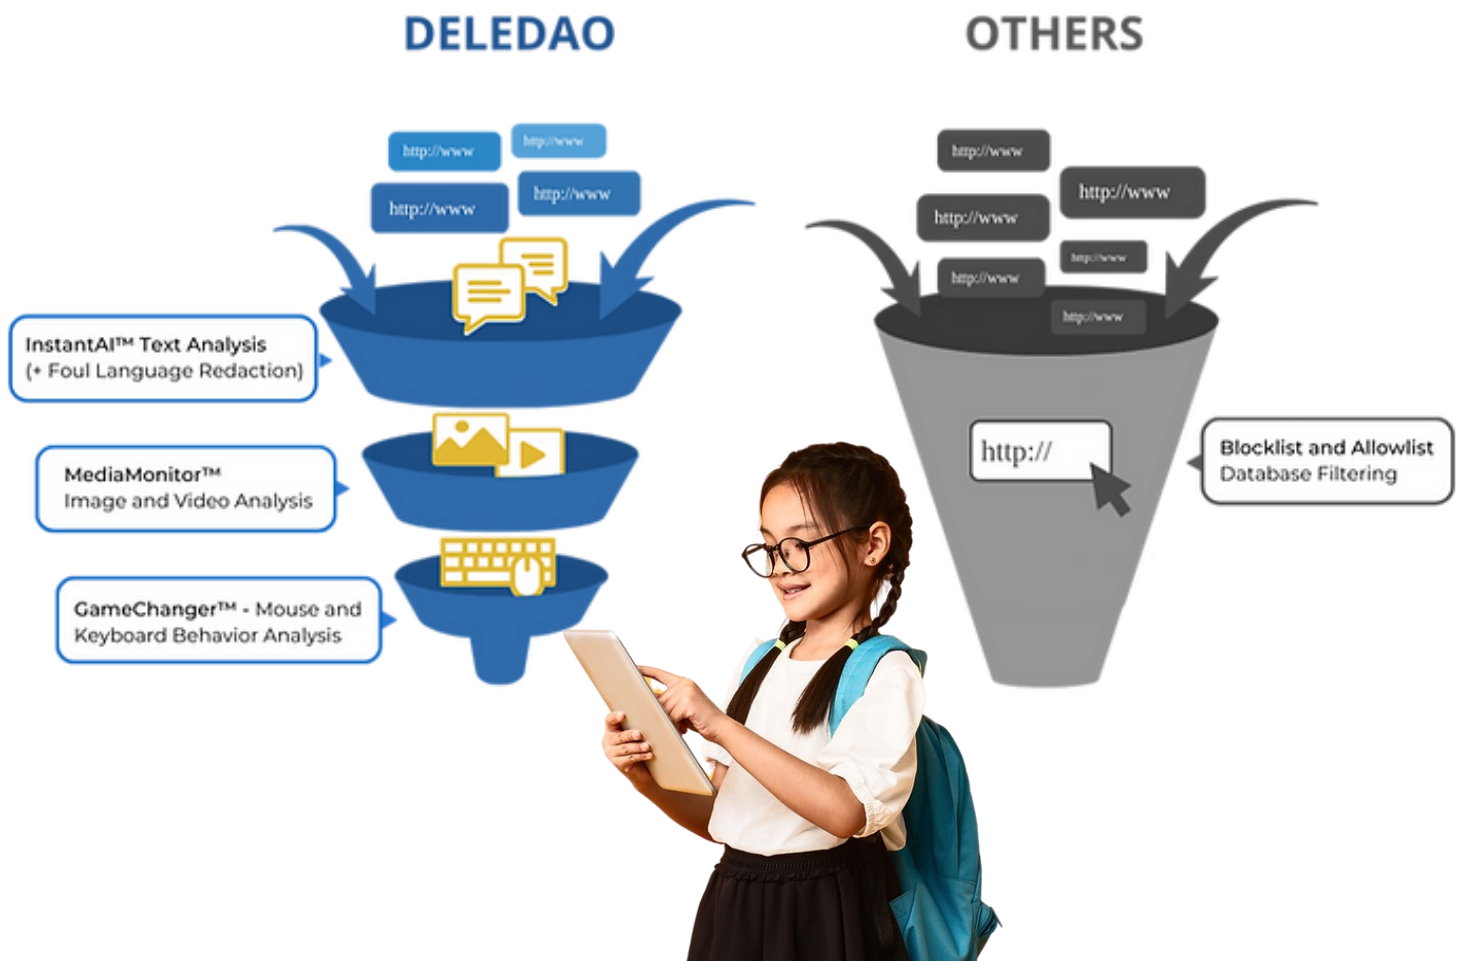 DELEDAO
OTHERS
http://www
http://www
http://www
http://www
InstantAI™ Text Analysis
(+ Foul Language Redaction)
MediaMonitor™
Image and Video Analysis
GameChanger™ - Mouse and
Keyboard Behavior Analysis
http://www
http://www
http://www
http://www
http://www
http://www
http://
Blocklist and Allowlist
Database Filtering